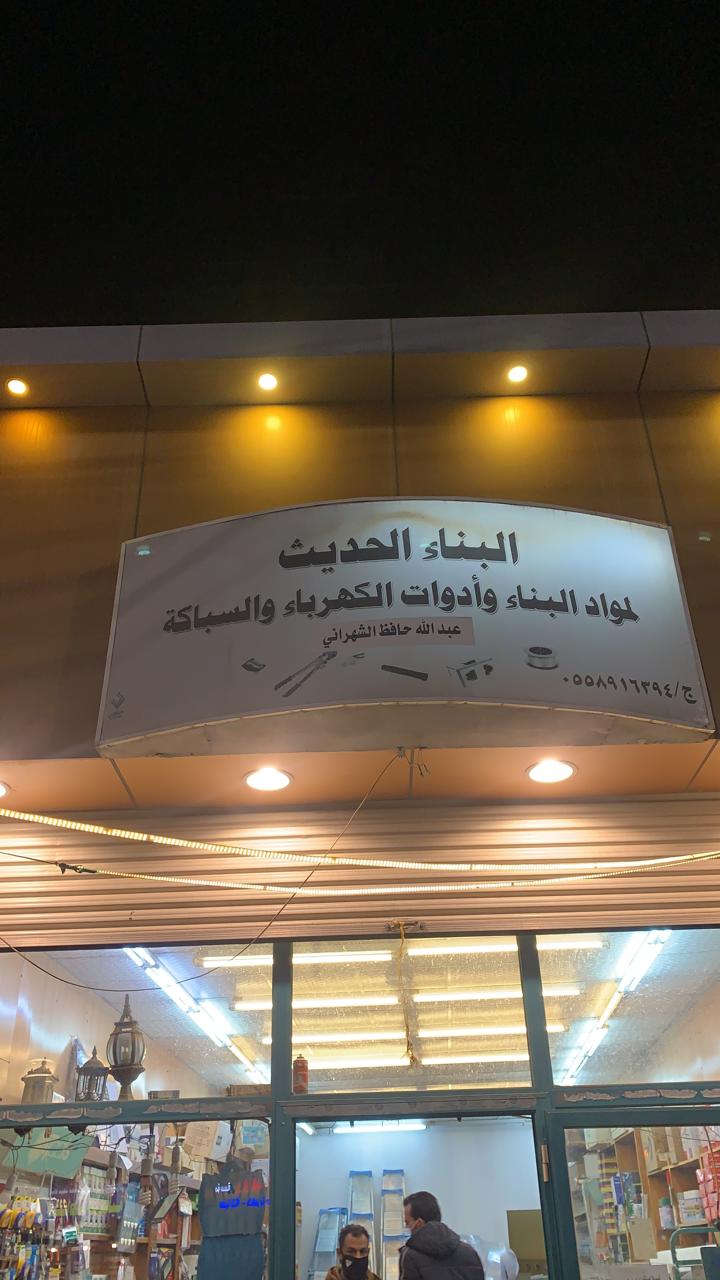 البناء الحديث
لمواد البناء وأدوات الكهرباء والسباكة
عبد الله حافظ الشهراني
ج/٠٥٥٨٩١٦٣٩٤